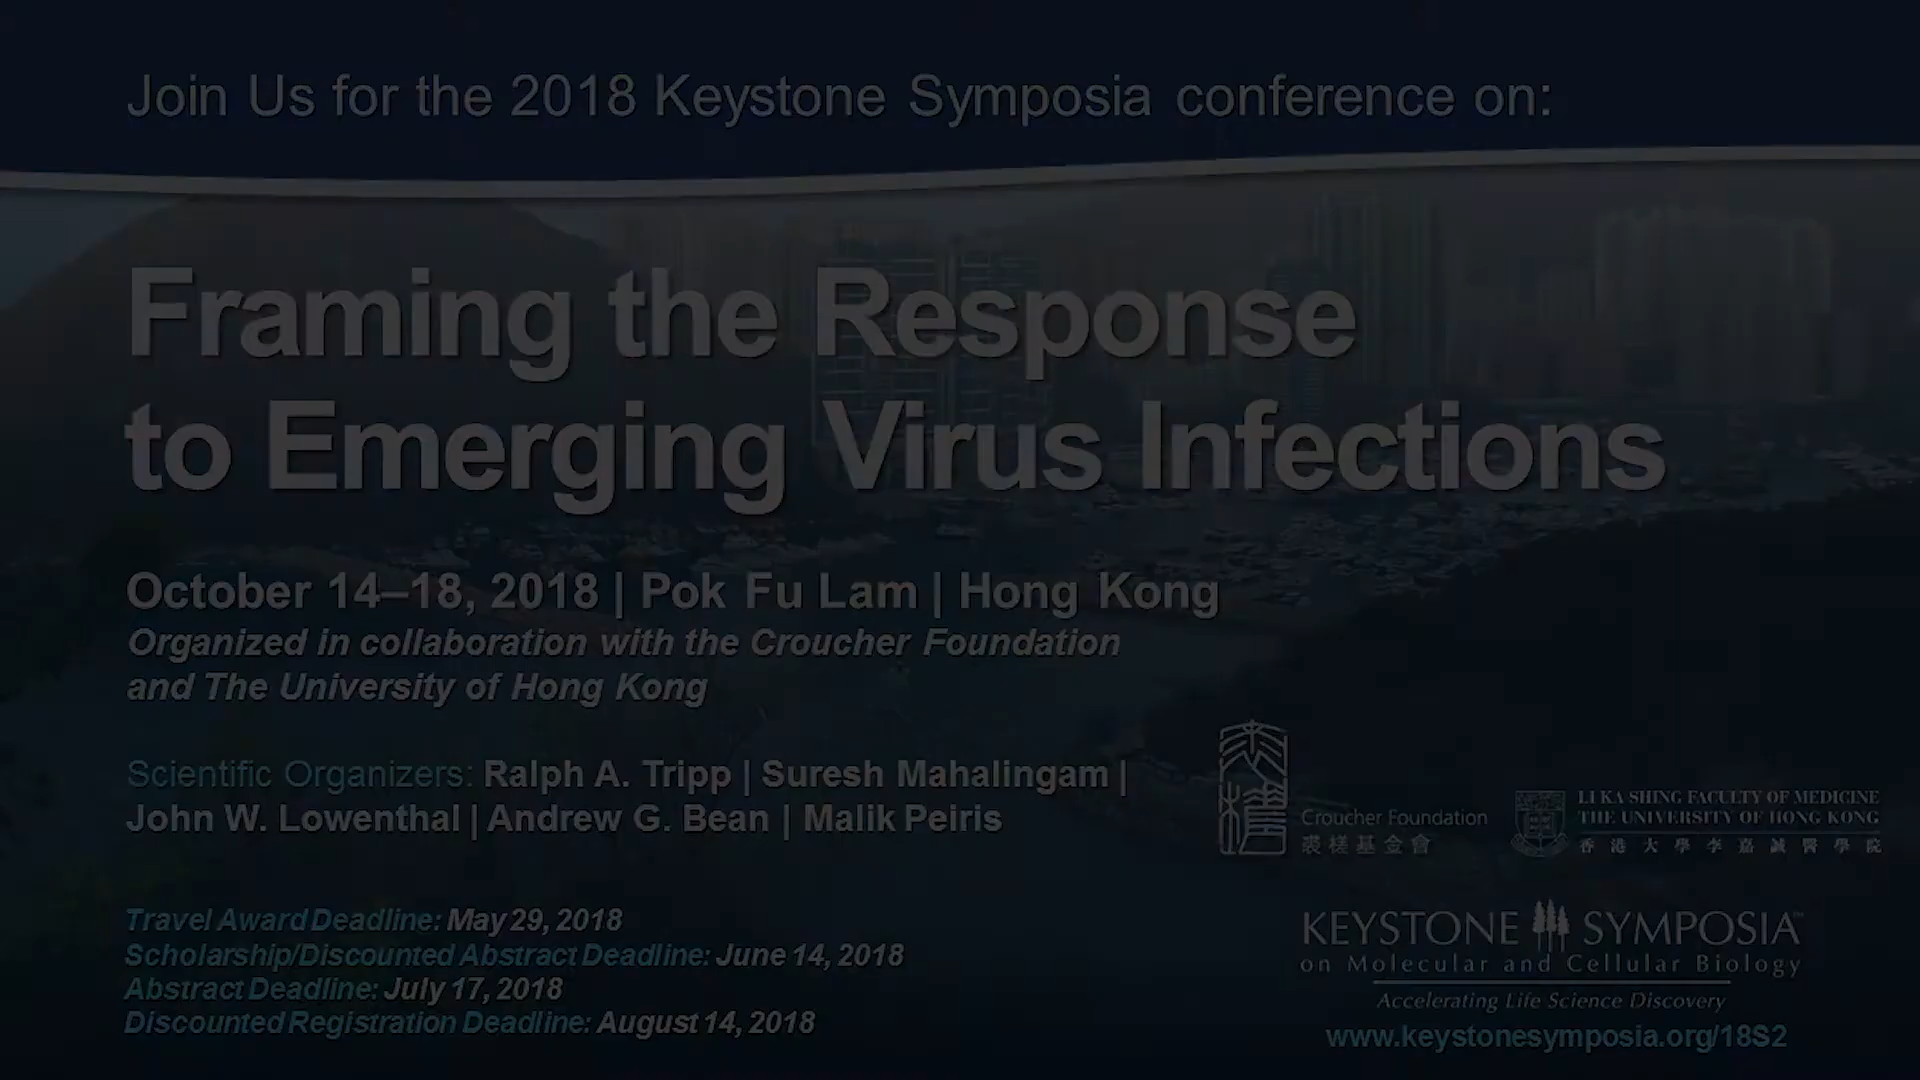 Join Us for the 2018 Keystone Symposia conference on:
Framing the Response
to Emerging Virus Infections
October 14–18, 2018 | Pok Fu Lam | Hong Kong
Organized in collaboration with the Croucher Foundation
and The University of Hong Kong
Scientific Organizers: Ralph A. Tripp | Suresh Mahalingam |
John W. Lowenthal | Andrew G. Bean | Malik Peiris
Croucher Foundation
裘槎基金會
LI KA SHING FACULTY OF MEDICINE
THE UNIVERSITY OF HONG KONG
香港大學李嘉誠醫學院
Travel Award Deadline: May 29, 2018
Scholarship/Discounted Abstract Deadline: June 14, 2018
Abstract Deadline: July 17, 2018
Discounted Registration Deadline: August 14, 2018
KEYSTONE SYMPOSIA™
on Molecular and Cellular Biology
Accelerating Life Science Discovery
www.keystonesymposia.org/18S2